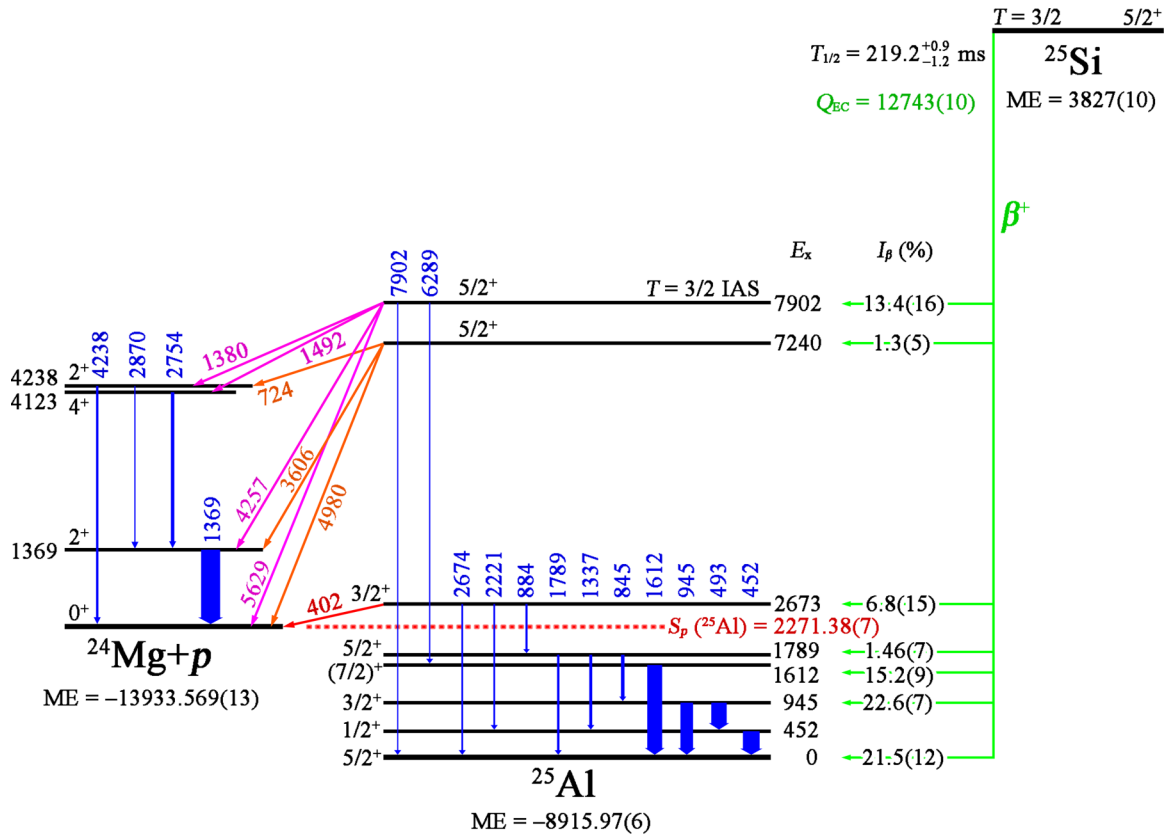 T = 3/2 5/2⁺
T₁/₂ = 219.2⁺⁰·⁹₋₁.₂ ms
²⁵Si
Q_EC = 12743(10)
ME = 3827(10)
β⁺
E_x I_β (%)
7902 6289
5/2⁺ T = 3/2 IAS 7902 13.4(16)
5/2⁺ 7240 1.3(5)
4238 2870 2754
1380 1492
724
4238 2⁺
4123 4⁺
4257 3606 4980
1369
1369 2⁺
5629
2674 2221 884 1789 1337 845 1612 945 493 452
402 3/2⁺ 2673 6.8(15)
0⁺
S_p (²⁵Al) = 2271.38(7)
²⁴Mg+p
5/2⁺ 1789 1.46(7)
(7/2)⁺ 1612 15.2(9)
ME = –13933.569(13)
3/2⁺ 945 22.6(7)
1/2⁺ 452
5/2⁺ 0 21.5(12)
²⁵Al
ME = –8915.97(6)